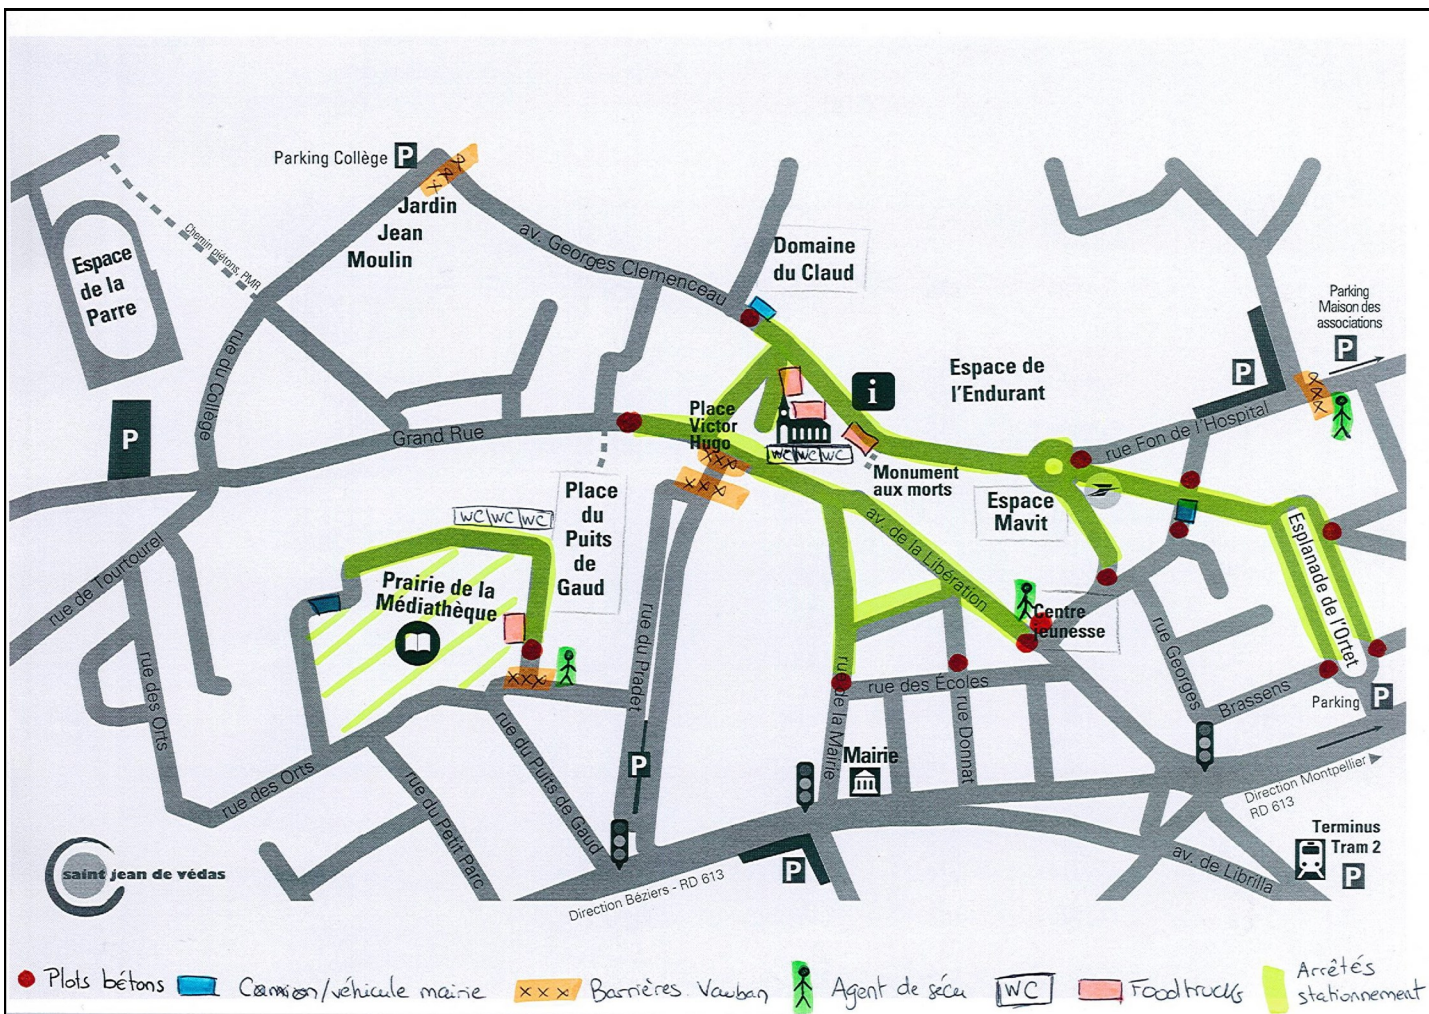 Parking Collège P
Jardin
Jean
Moulin
Chemin piétons, PMR
Espace
de la
Parre
av. Georges Clemenceau
Domaine
du Claud
Parking
Maison des
associations
P
P
Espace de
l'Endurant
i
rue du Collège
P
Grand Rue
Place
Victor
Hugo
WC WC WC
Monument
aux morts
rue Fon de l'Hospital
Espace
Mavit
Esplanade de l'Ortet
WC WC WC
Place
du
Puits
de
Gaud
av. de la Libération
rue de Tourtourel
Prairie de la
Médiathèque
Centre
jeunesse
rue du Pradet
rue des Orts
rue de la Mairie
rue des Écoles
rue Donnat
rue Georges
Brassens
Parking P
rue des Orts
rue du Petit Parc
rue du Puits de Gaud
P
Mairie
Direction Montpellier
RD 613
Terminus
Tram 2
P
av. de Librilla
P
Direction Béziers - RD 613
saint jean de védas
Plots bétons
Camion/véhicule mairie
xxx Barrières Vauban
Agent de sécu
WC
Foodtrucks
Arrêtés
stationnement